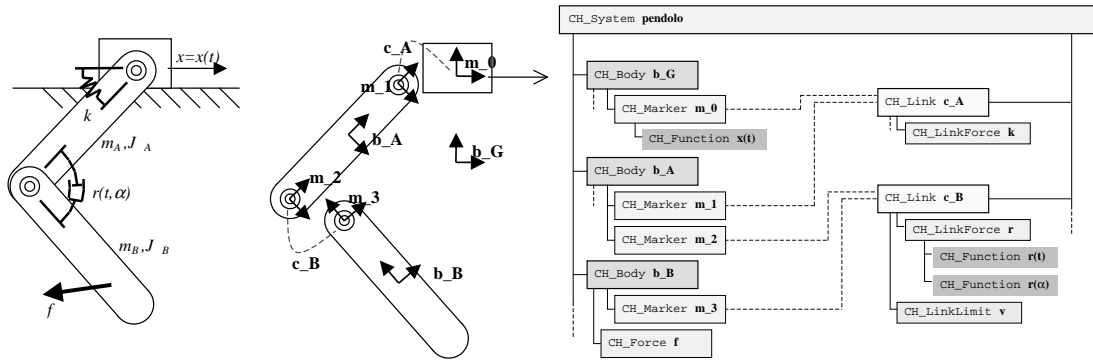 x=x(t)
k
m_A, J_A
r(t,α)
m_B, J_B
f
c_A
m_0
m_1
b_A
b_G
m_2
m_3
c_B
b_B
CH_System pendolo
CH_Body b_G
CH_Marker m_0
CH_Function x(t)
CH_Body b_A
CH_Marker m_1
CH_Marker m_2
CH_Body b_B
CH_Marker m_3
CH_Force f
CH_Link c_A
CH_LinkForce k
CH_Link c_B
CH_LinkForce r
CH_Function r(t)
CH_Function r(α)
CH_LinkLimit v